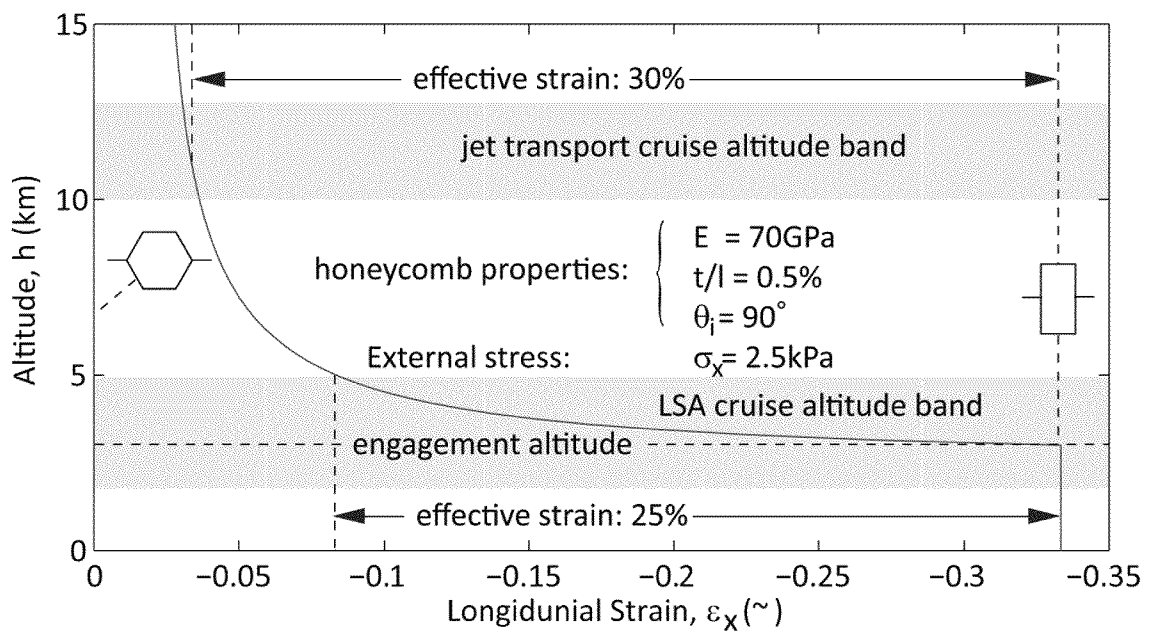 15
effective strain: 30%
jet transport cruise altitude band
10
Altitude, h (km)
honeycomb properties:
E = 70GPa
t/l = 0.5%
θi = 90°
External stress: σx = 2.5kPa
5
LSA cruise altitude band
engagement altitude
effective strain: 25%
0
0 −0.05 −0.1 −0.15 −0.2 −0.25 −0.3 −0.35
Longidunial Strain, εx (~)